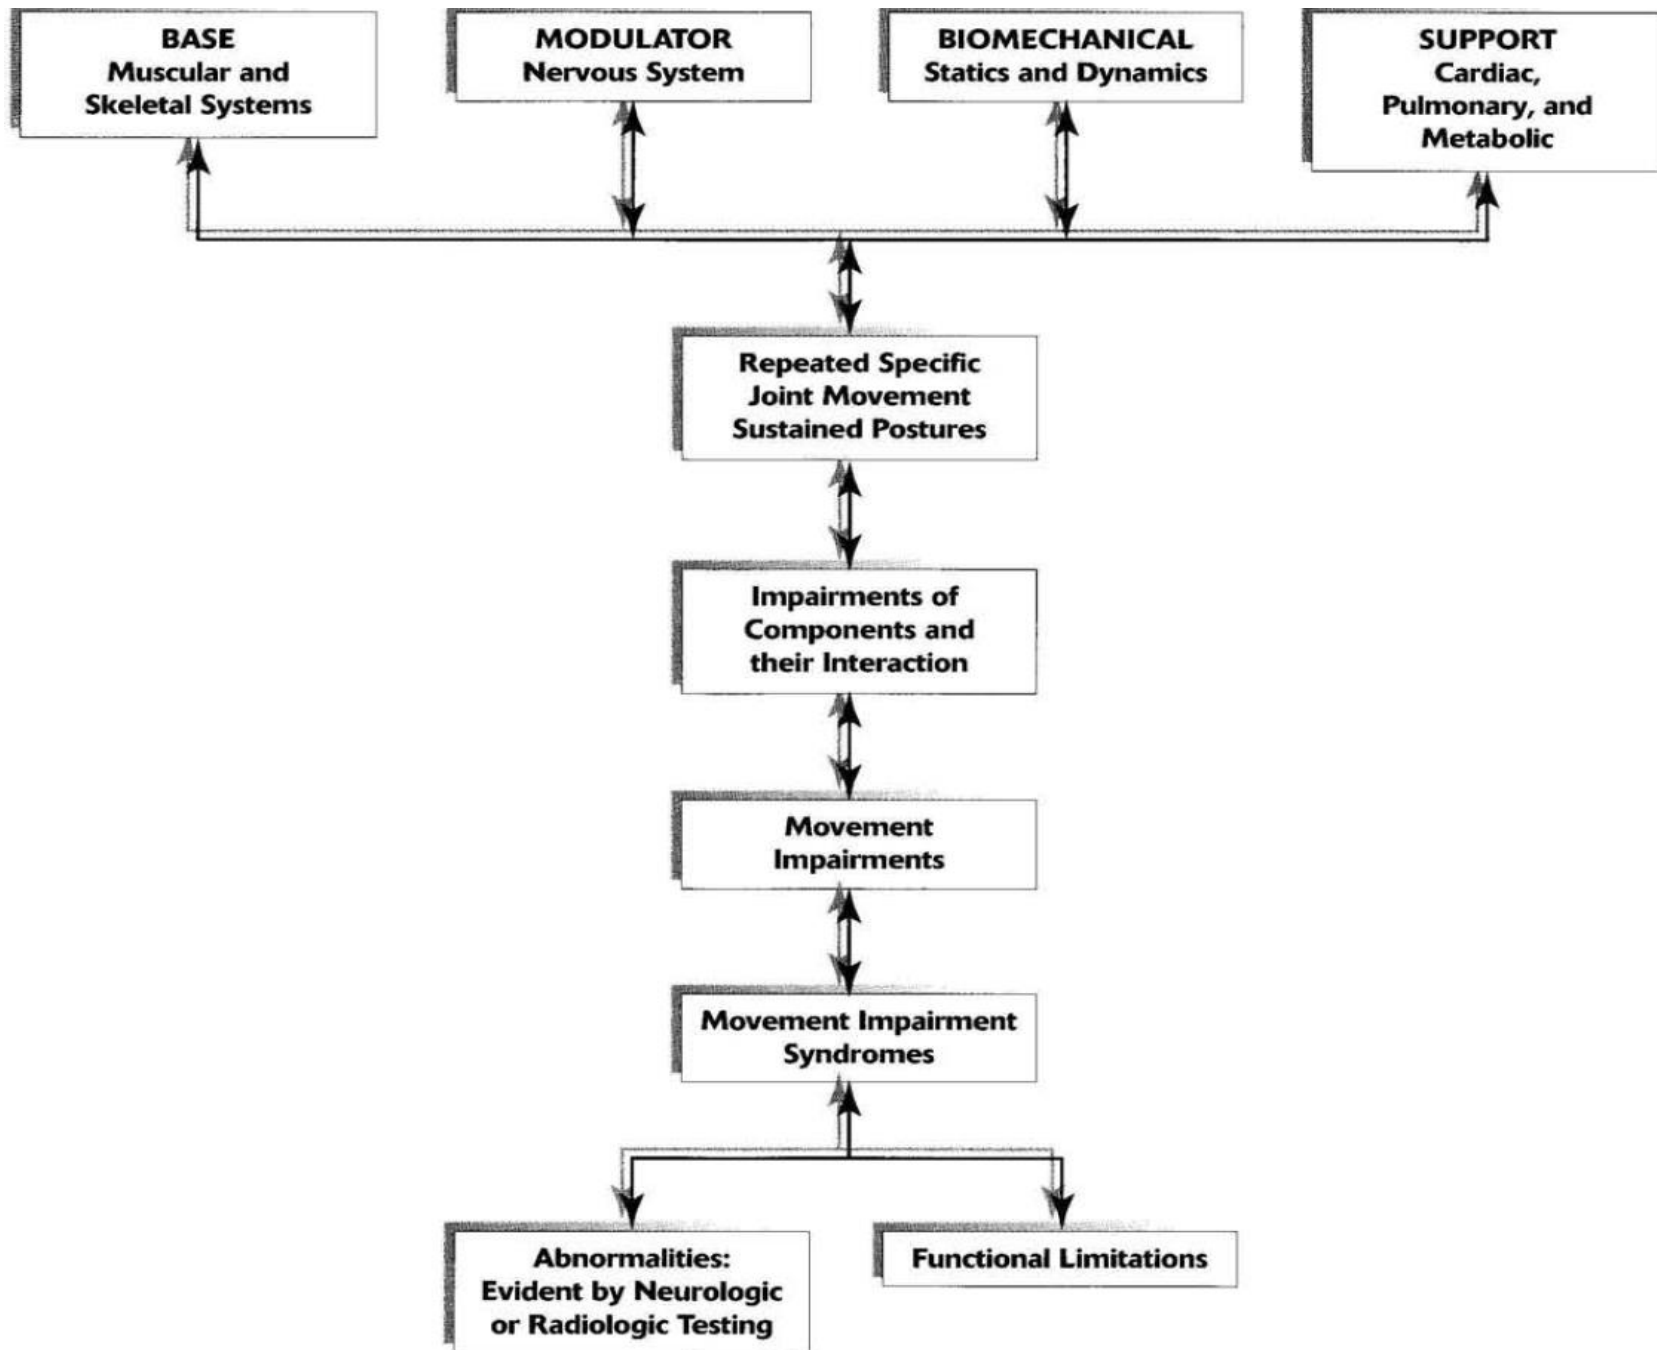 BASE
Muscular and
Skeletal Systems
MODULATOR
Nervous System
BIOMECHANICAL
Statics and Dynamics
SUPPORT
Cardiac,
Pulmonary, and
Metabolic
Repeated Specific
Joint Movement
Sustained Postures
Impairments of
Components and
their Interaction
Movement
Impairments
Movement Impairment
Syndromes
Abnormalities:
Evident by Neurologic
or Radiologic Testing
Functional Limitations